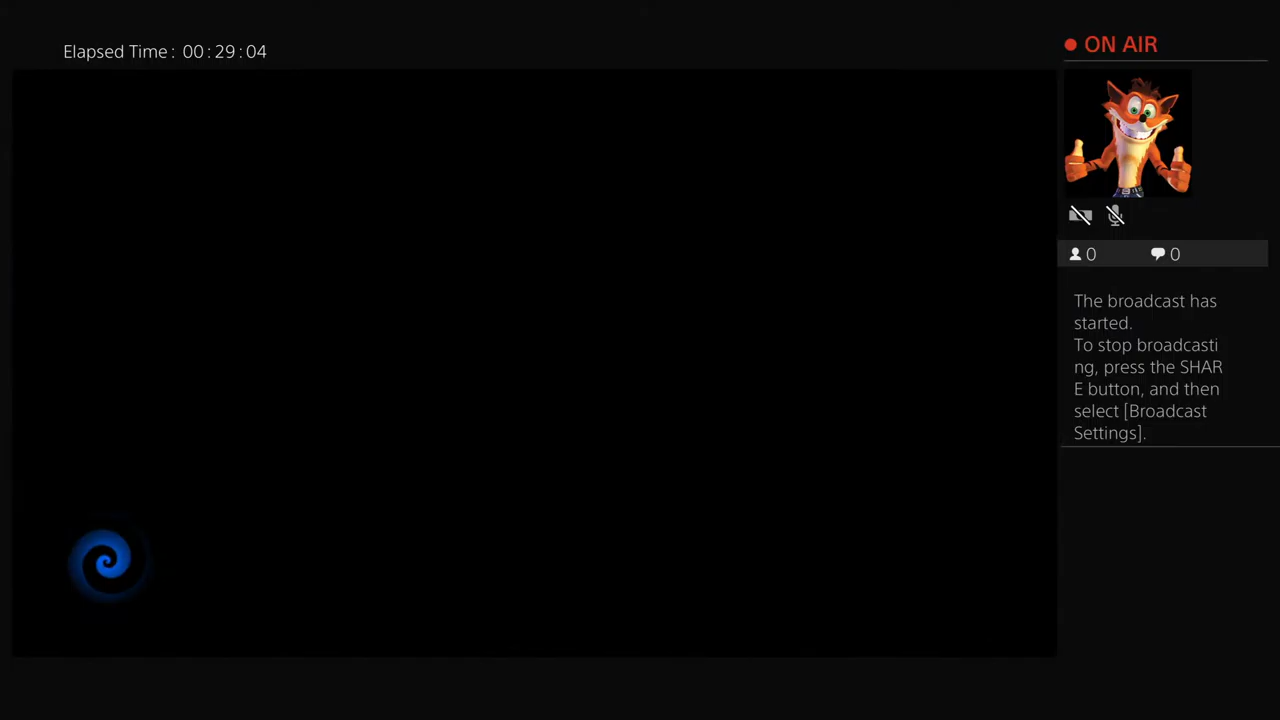 Elapsed Time: 00:29:04
ON AIR
0 0
The broadcast has
started.
To stop broadcasti
ng, press the SHAR
E button, and then
select [Broadcast
Settings].